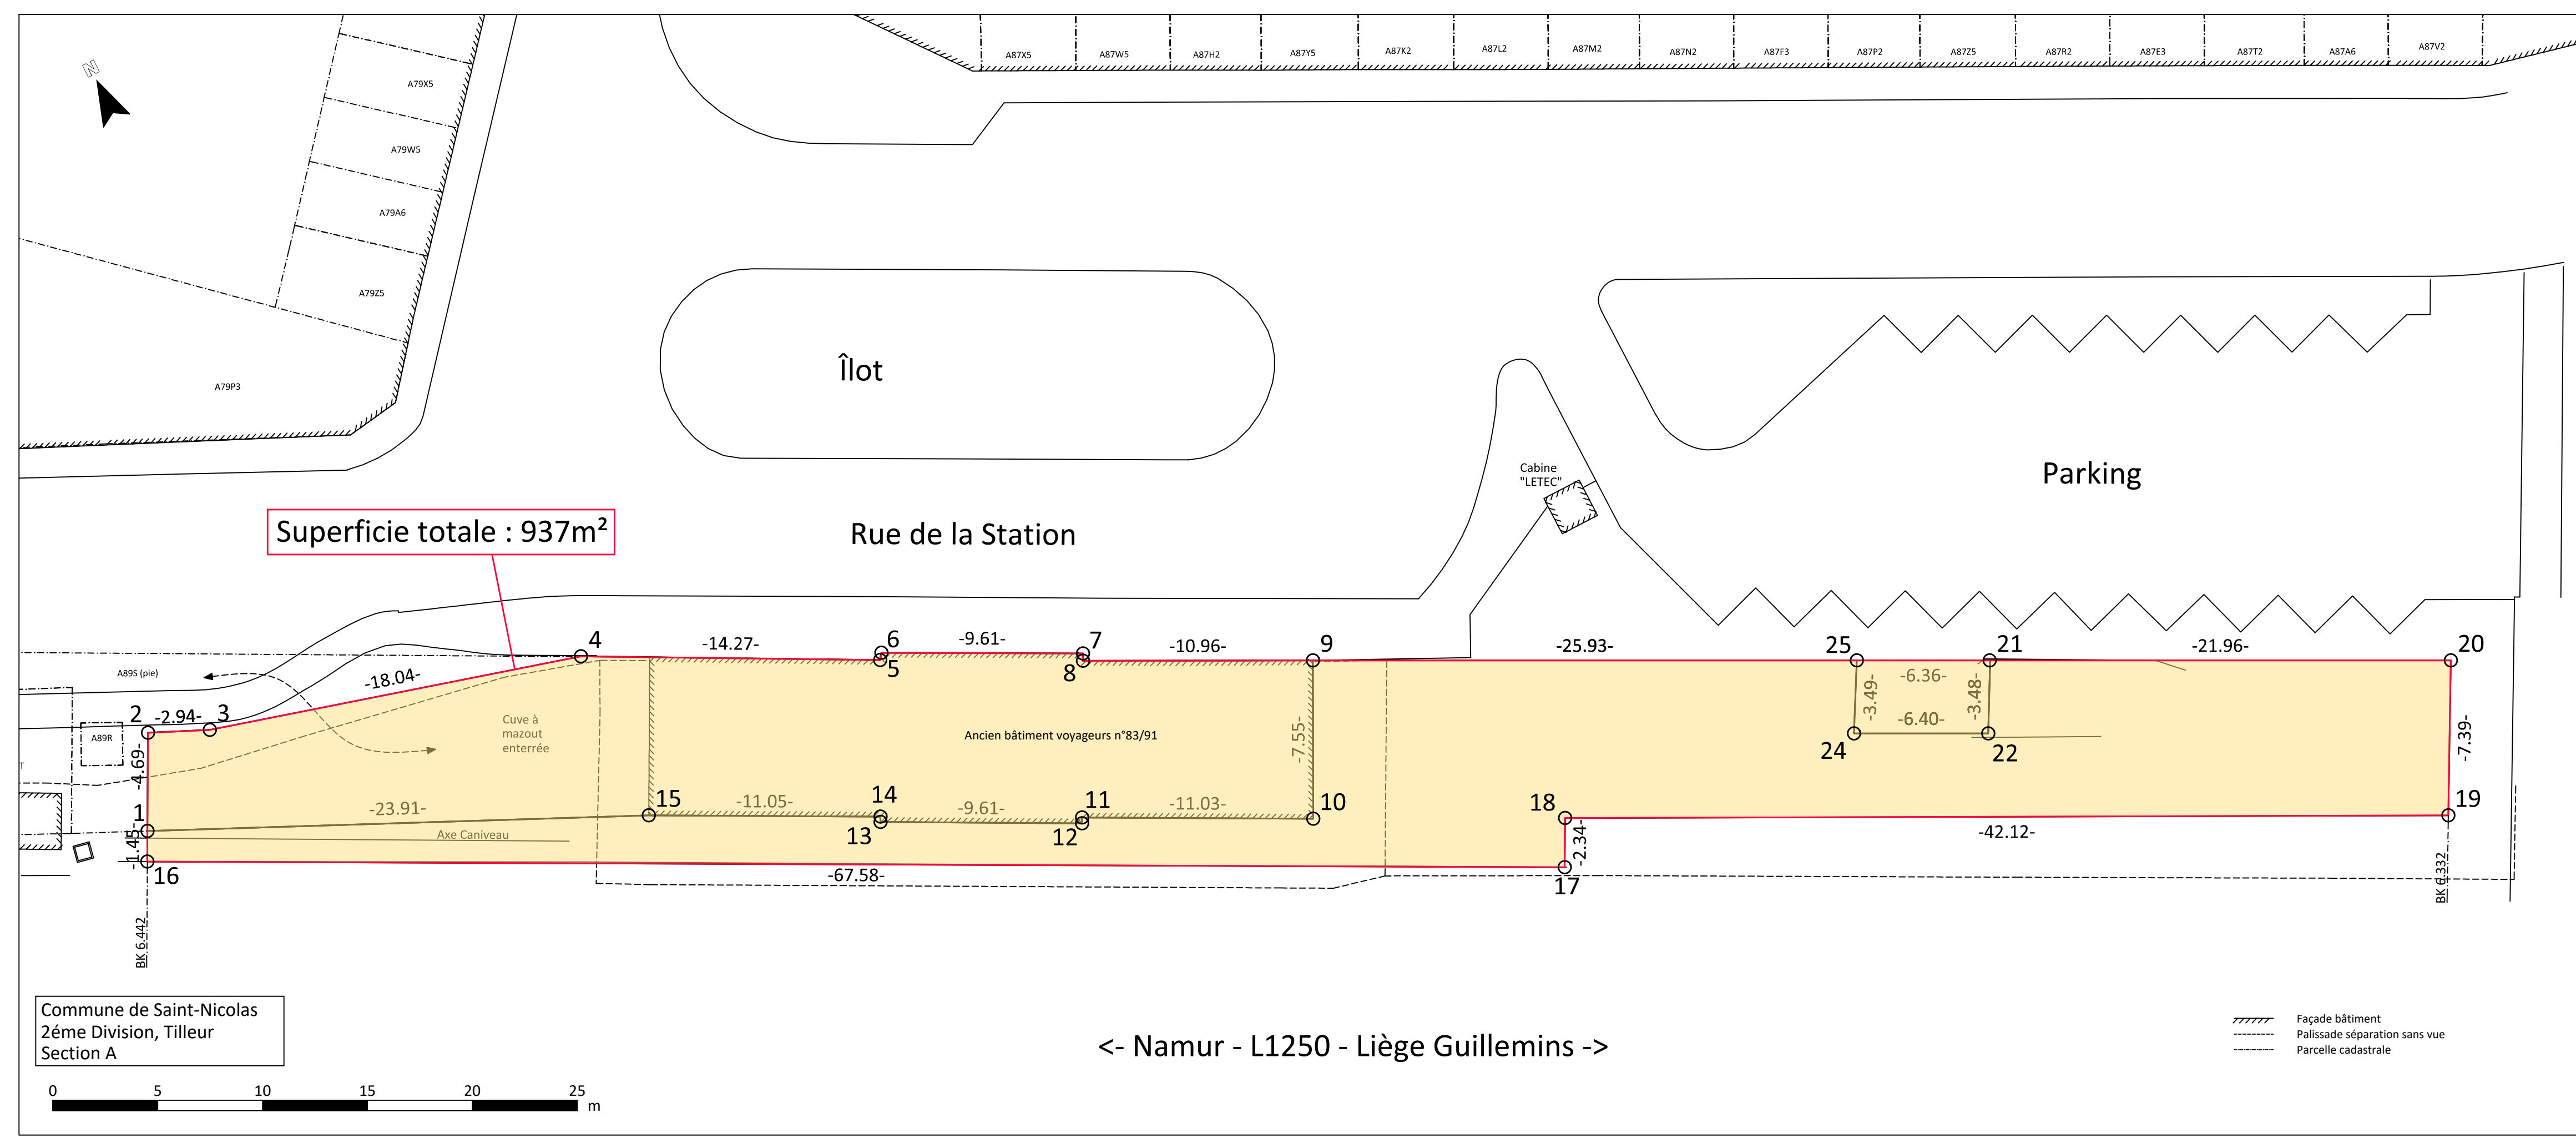 A87X5
A87W5
A87H2
A87Y5
A87K2
A87L2
A87M2
A87N2
A87F3
A87P2
A87Z5
A87R2
A87E3
A87T2
A87A6
A87V2
N
A79X5
A79W5
A79A6
A79Z5
A79P3
Îlot
Parking
Cabine
"LETEC"
Superficie totale : 937m²
Rue de la Station
4
-14.27-
6
5
-9.61-
7
8
-10.96-
9
-25.93-
25
21
-21.96-
20
A89S (pie)
-18.04-
2
-2.94-
3
A89R
T
-4.69-
Cuve à
mazout
enterrée
Ancien bâtiment voyageurs n°83/91
-7.55-
-3.49-
-6.36-
-3.48-
-6.40-
24
22
-7.39-
1
-23.91-
15
-11.05-
14
13
-9.61-
11
12
-11.03-
10
18
19
-1.45-
Axe Caniveau
-2.34-
-42.12-
16
-67.58-
17
BK 6.442
BK 6.332
Commune de Saint-Nicolas
2éme Division, Tilleur
Section A
<- Namur - L1250 - Liège Guillemins ->
Façade bâtiment
Palissade séparation sans vue
Parcelle cadastrale
0 5 10 15 20 25
m